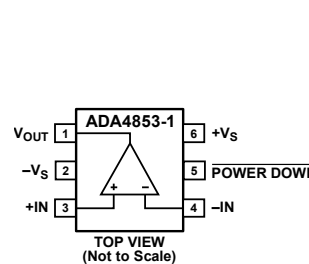 ADA4853-1
VOUT 1
–VS 2
+IN 3
6 +VS
5 POWER DOWN
4 –IN
+ –
TOP VIEW
(Not to Scale)